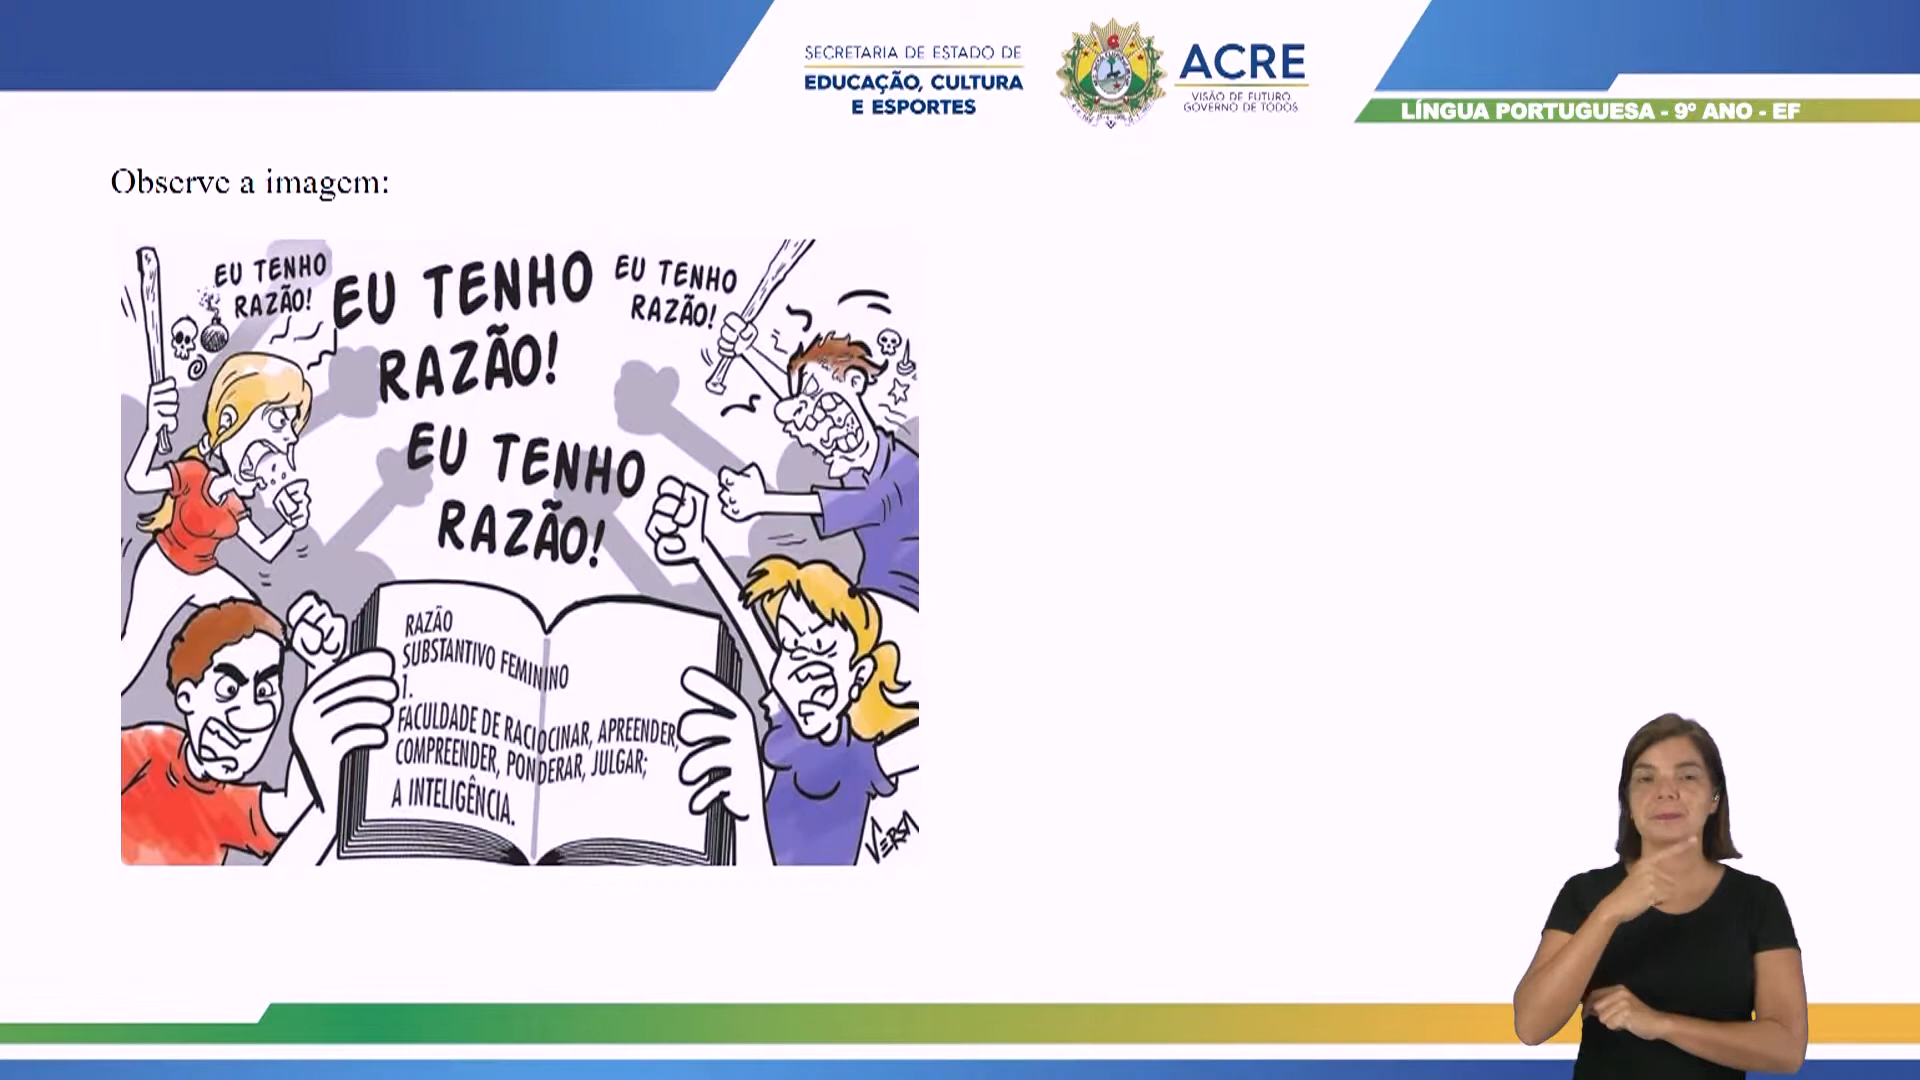 SECRETARIA DE ESTADO DE
EDUCAÇÃO, CULTURA
E ESPORTES
ACRE
VISÃO DE FUTURO
GOVERNO DE TODOS
LÍNGUA PORTUGUESA - 9º ANO - EF
Observe a imagem:
EU TENHO
RAZÃO!
EU TENHO
RAZÃO!
EU TENHO
RAZÃO!
EU TENHO
RAZÃO!
RAZÃO
SUBSTANTIVO FEMININO
1.
FACULDADE DE RACIOCINAR, APREENDER,
COMPREENDER, PONDERAR, JULGAR;
A INTELIGÊNCIA.